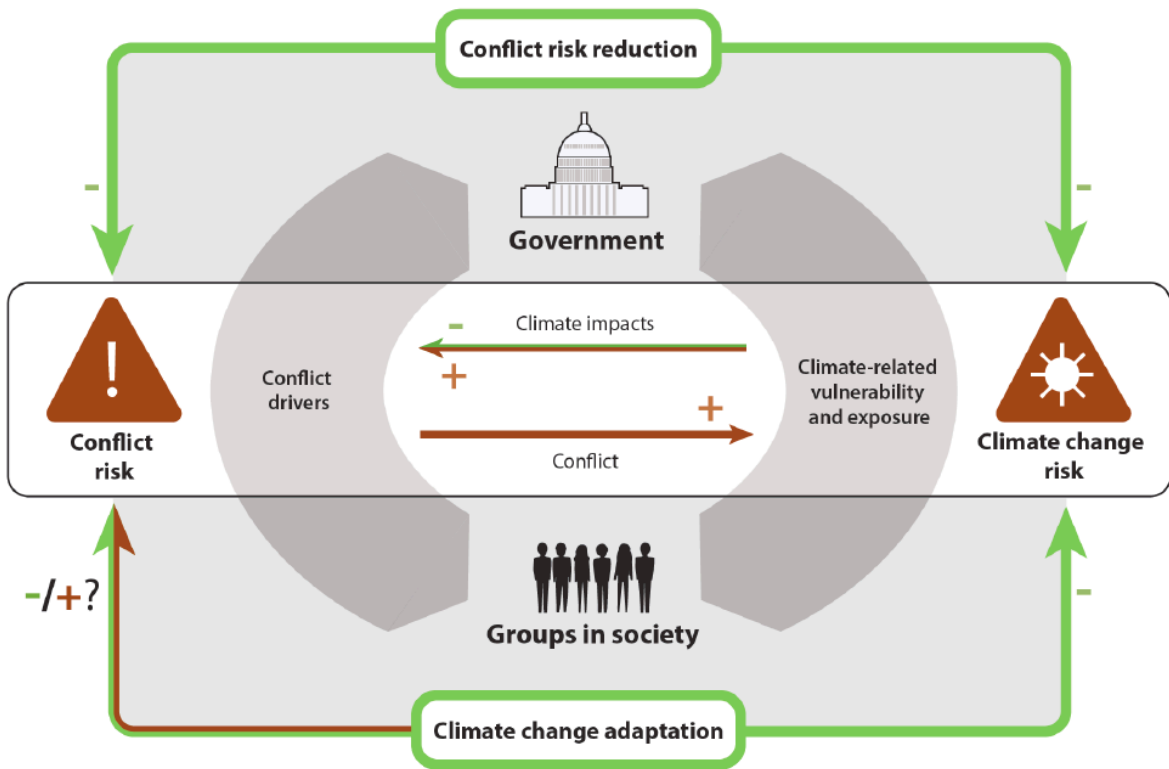 Conflict risk reduction
-
-
Government
Climate impacts
-
+
+
Conflict
Conflict
drivers
Climate-related
vulnerability
and exposure
!
Conflict
risk
Climate change
risk
-/+?
-
Groups in society
Climate change adaptation